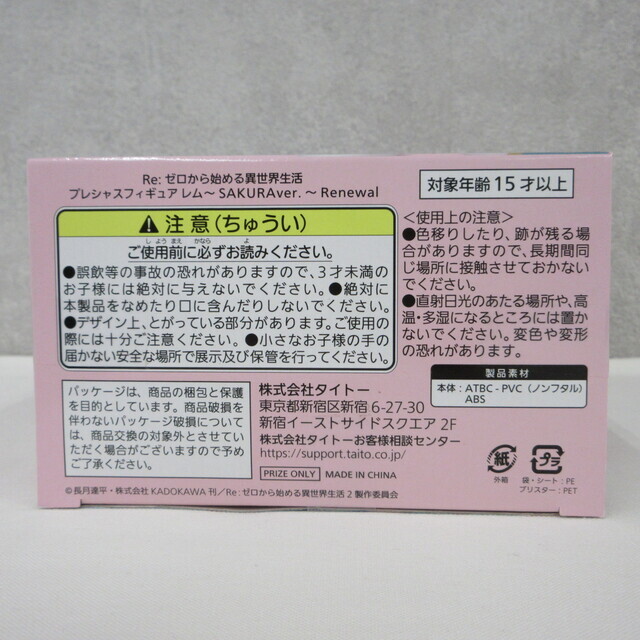 Re: ゼロから始める異世界生活
プレシャスフィギュア レム～ SAKURAver. ～ Renewal
対象年齢15才以上
注意(ちゅうい)
しようまえ かなら よ
ご使用前に必ずお読みください。
●誤飲等の事故の恐れがありますので、3才未満の
お子様には絶対に与えないでください。●絶対に
本製品をなめたり口に含んだりしないでください。
●デザイン上、とがっている部分があります。ご使用の
際には十分ご注意ください。●小さなお子様の手の
届かない安全な場所で展示及び保管を行ってください。
＜使用上の注意＞
●色移りしたり、跡が残る場
合がありますので、長期間同
じ場所に接触させておかない
でください。
●直射日光のあたる場所や、高
温・多湿になるところには置か
ないでください。変色や変形
の恐れがあります。
製品素材
本体：ATBC-PVC（ノンフタル）
ABS
パッケージは、商品の梱包と保護
を目的としています。商品破損を
伴わないパッケージ破損について
は、商品交換の対象外とさせてい
ただく場合がございますので予め
ご了承ください。
株式会社タイトー
東京都新宿区新宿 6-27-30
新宿イーストサイドスクエア 2F
株式会社タイトーお客様相談センター
https://support.taito.co.jp/
PRIZE ONLY MADE IN CHINA
紙
外箱
プラ
袋・シート：PE
ブリスター：PET
©長月達平・株式会社 KADOKAWA 刊／Re：ゼロから始める異世界生活 2 製作委員会